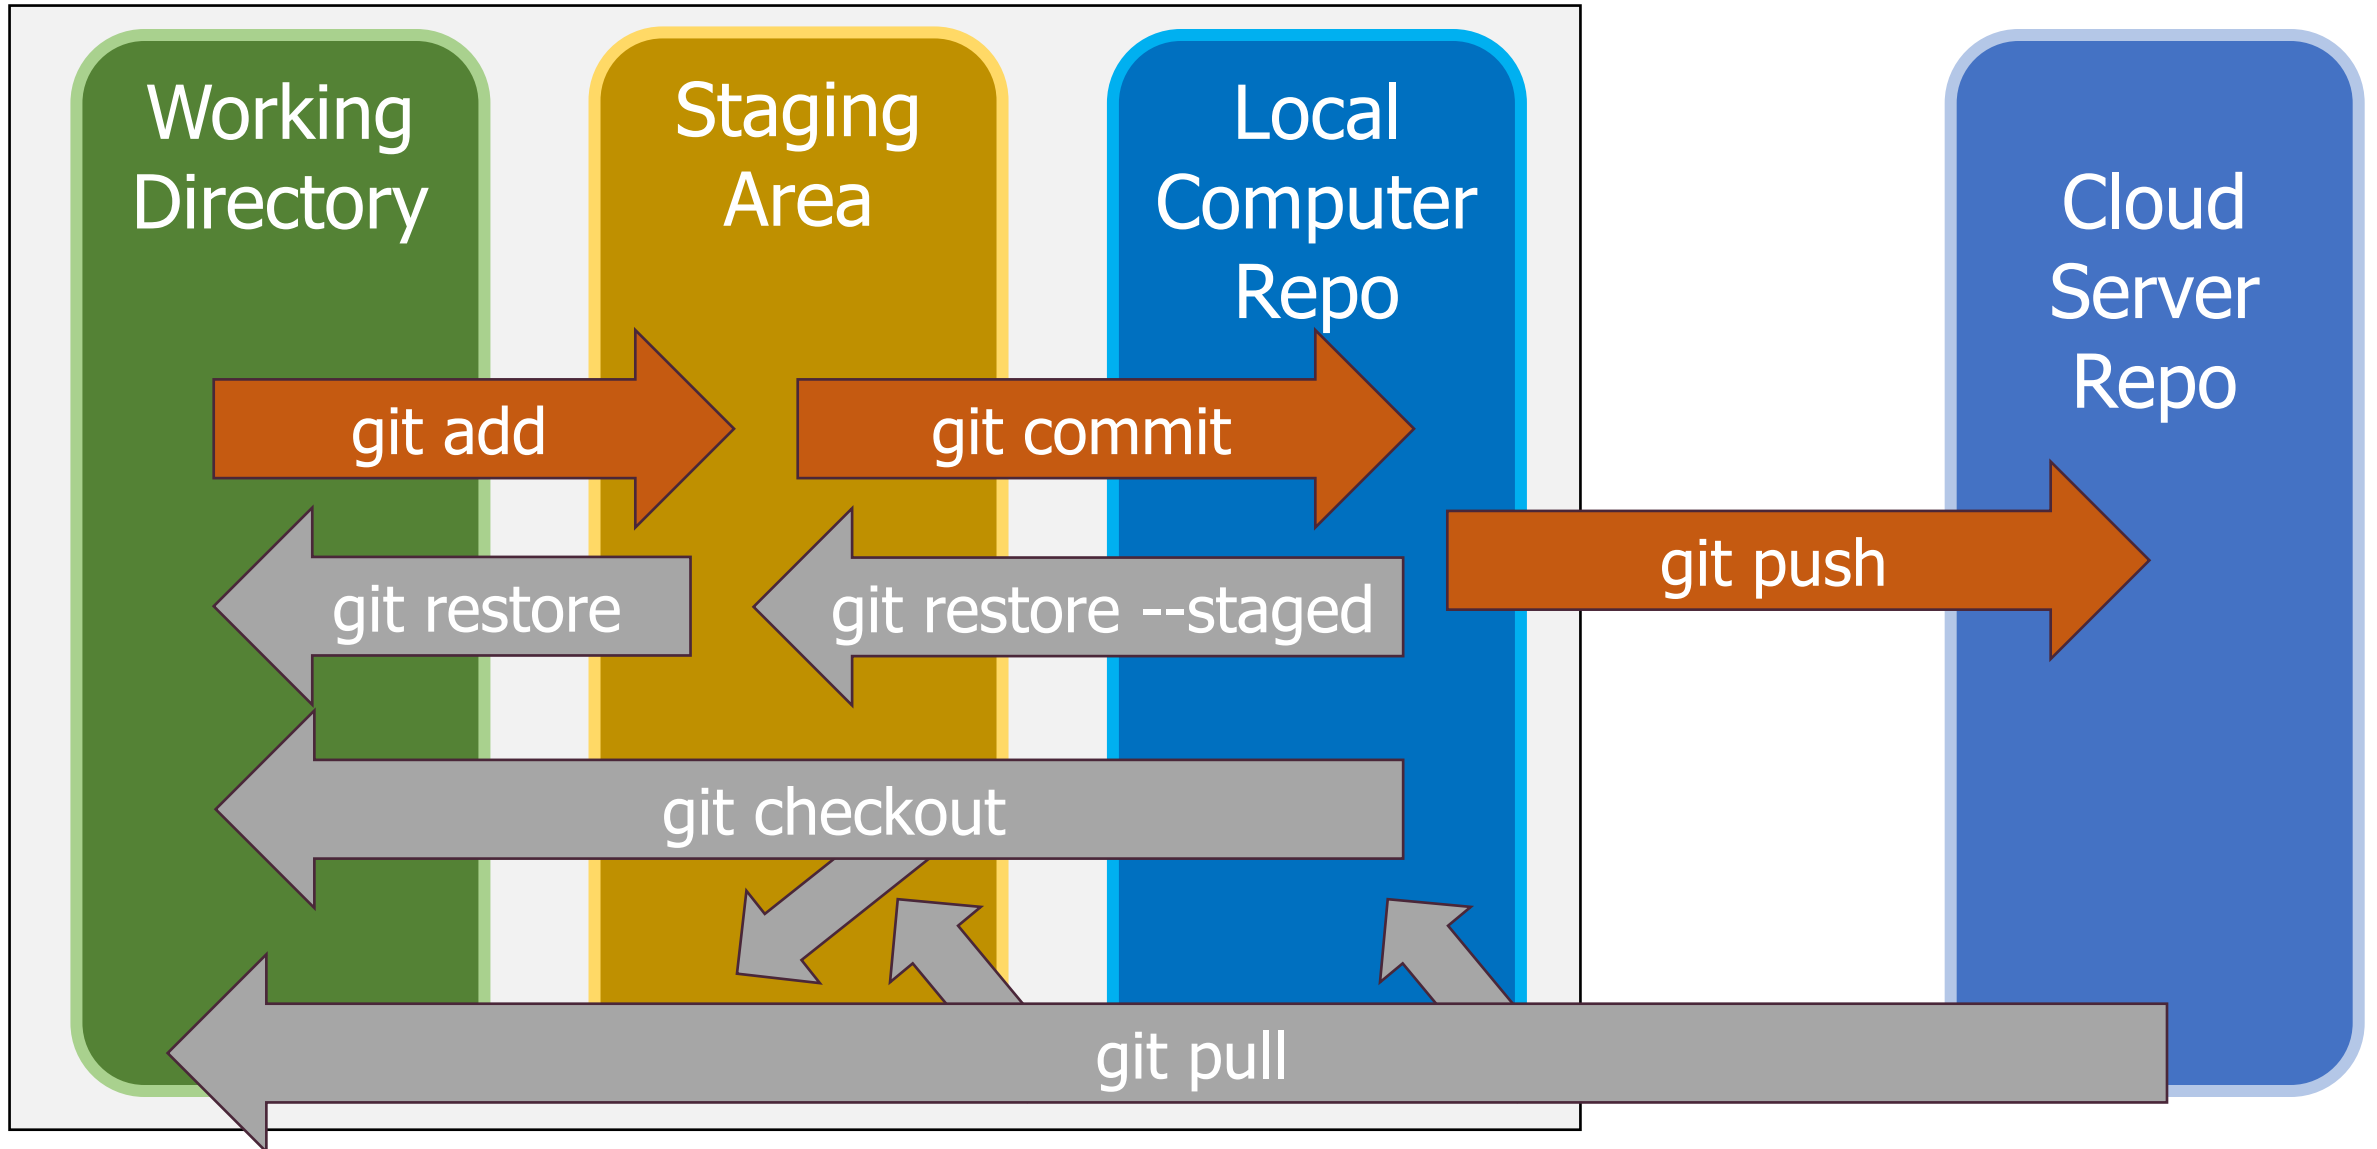 Working
Directory
Staging
Area
Local
Computer
Repo
Cloud
Server
Repo
git add
git commit
git push
git restore
git restore --staged
git checkout
git pull